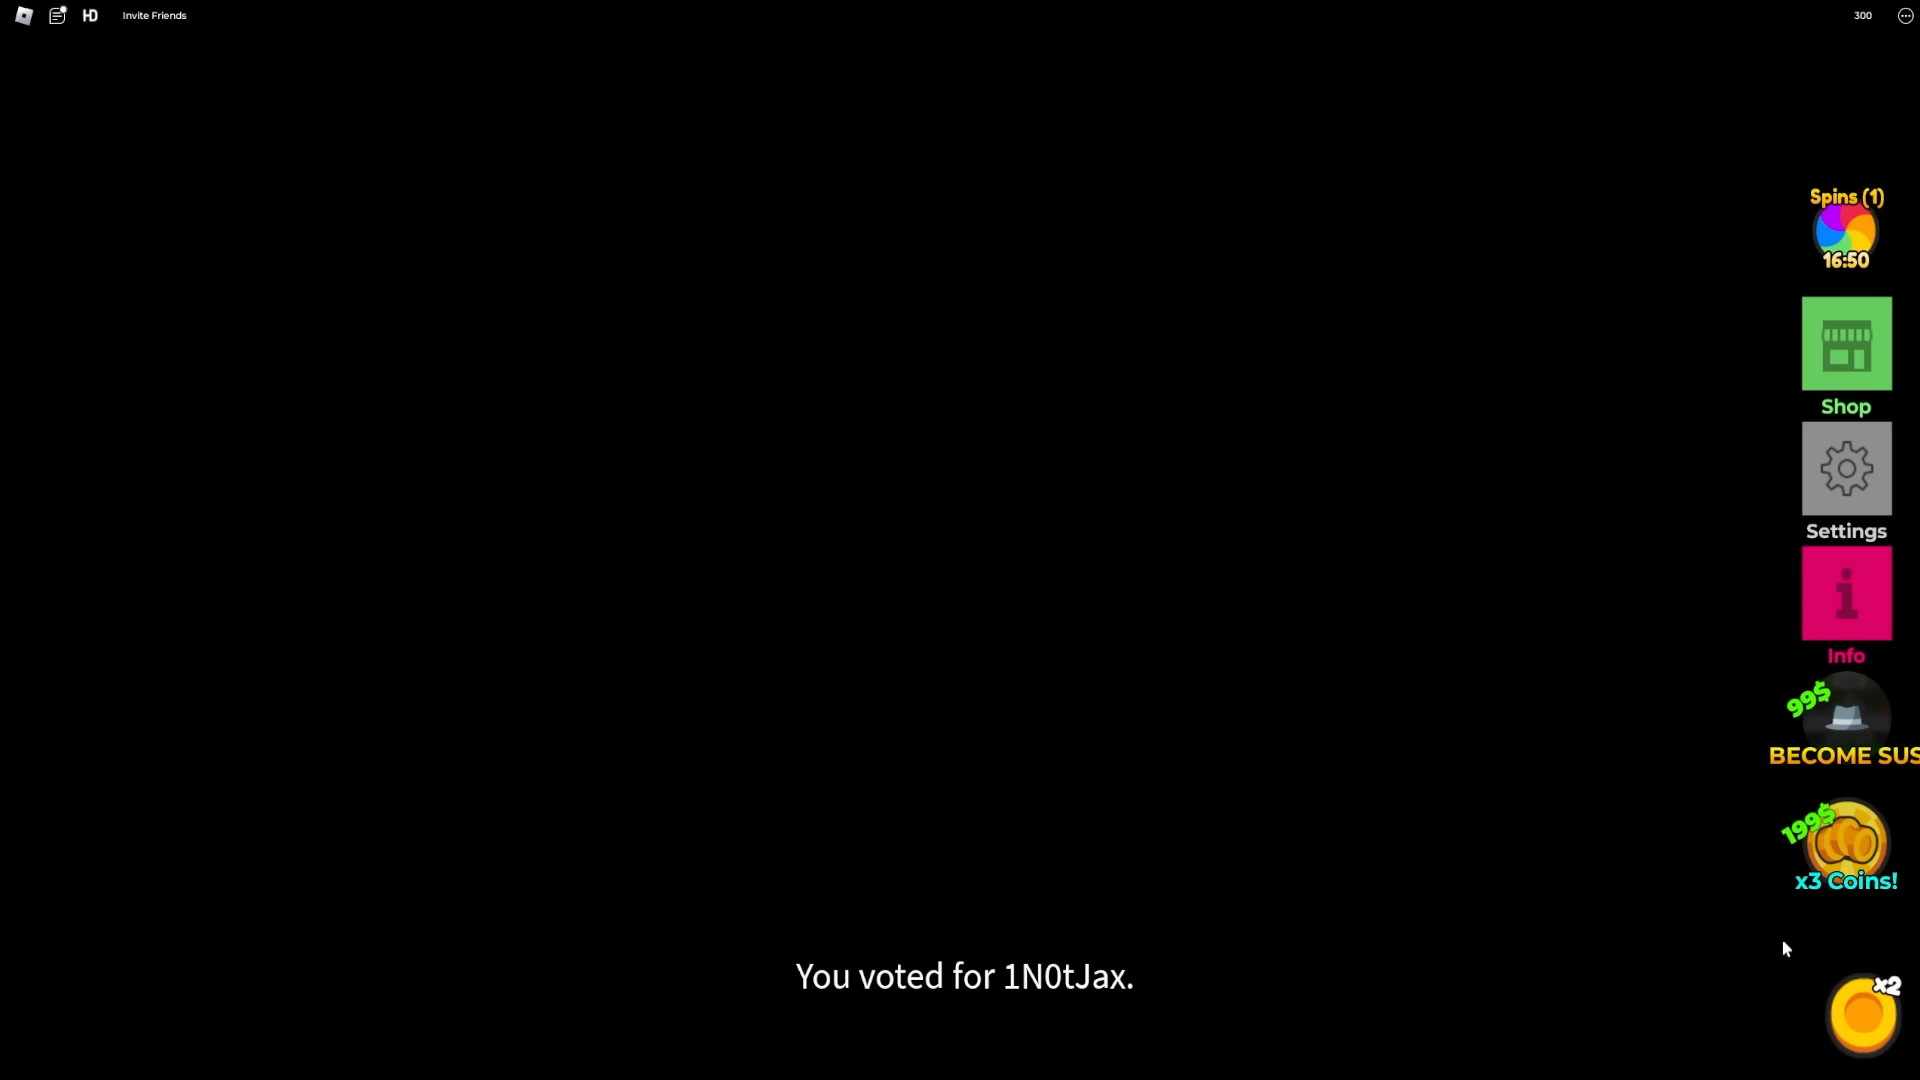 HD
Invite Friends
300
Spins (1)
16:50
Shop
Settings
i
Info
99$
BECOME SUS
199$
x3 Coins!
You voted for 1N0tJax.
x2